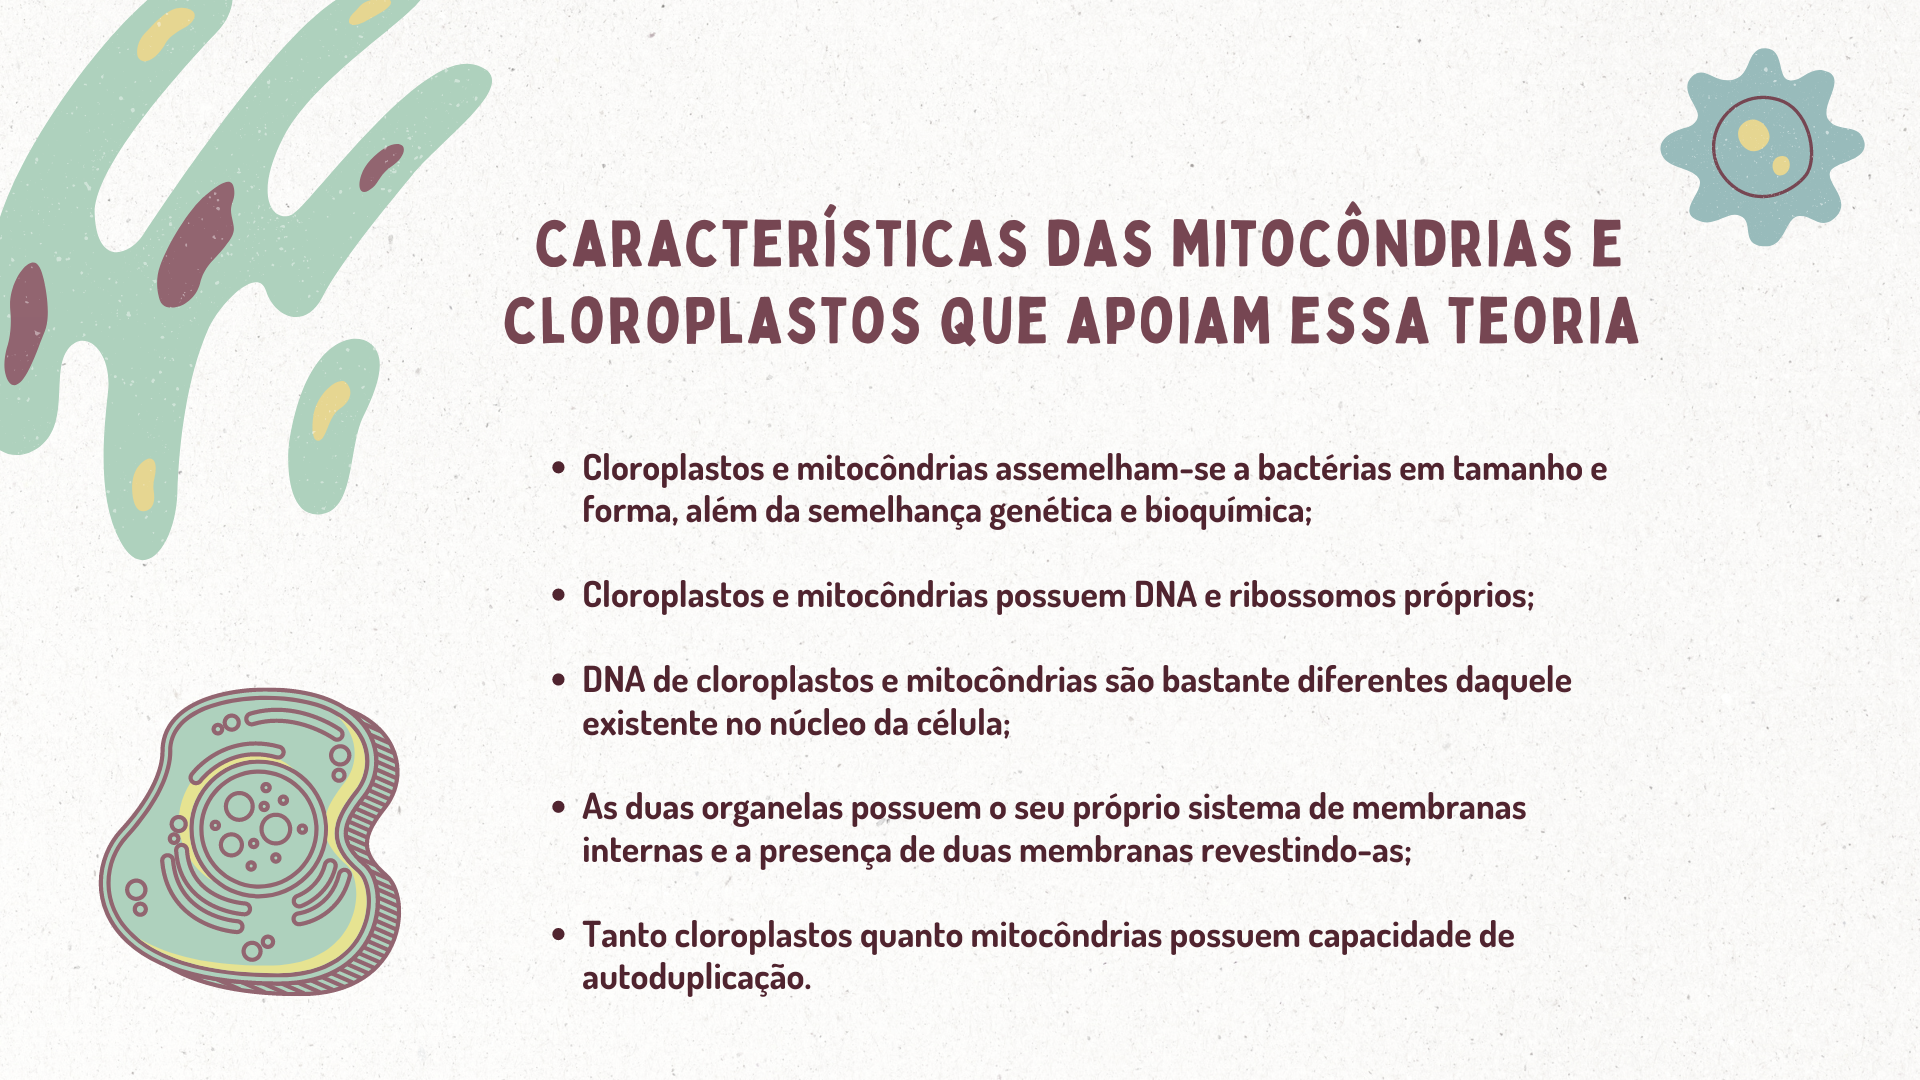 CARACTERÍSTICAS DAS MITOCÔNDRIAS E
CLOROPLASTOS QUE APOIAM ESSA TEORIA
• Cloroplastos e mitocôndrias assemelham-se a bactérias em tamanho e
forma, além da semelhança genética e bioquímica;
• Cloroplastos e mitocôndrias possuem DNA e ribossomos próprios;
• DNA de cloroplastos e mitocôndrias são bastante diferentes daquele
existente no núcleo da célula;
• As duas organelas possuem o seu próprio sistema de membranas
internas e a presença de duas membranas revestindo-as;
• Tanto cloroplastos quanto mitocôndrias possuem capacidade de
autoduplicação.